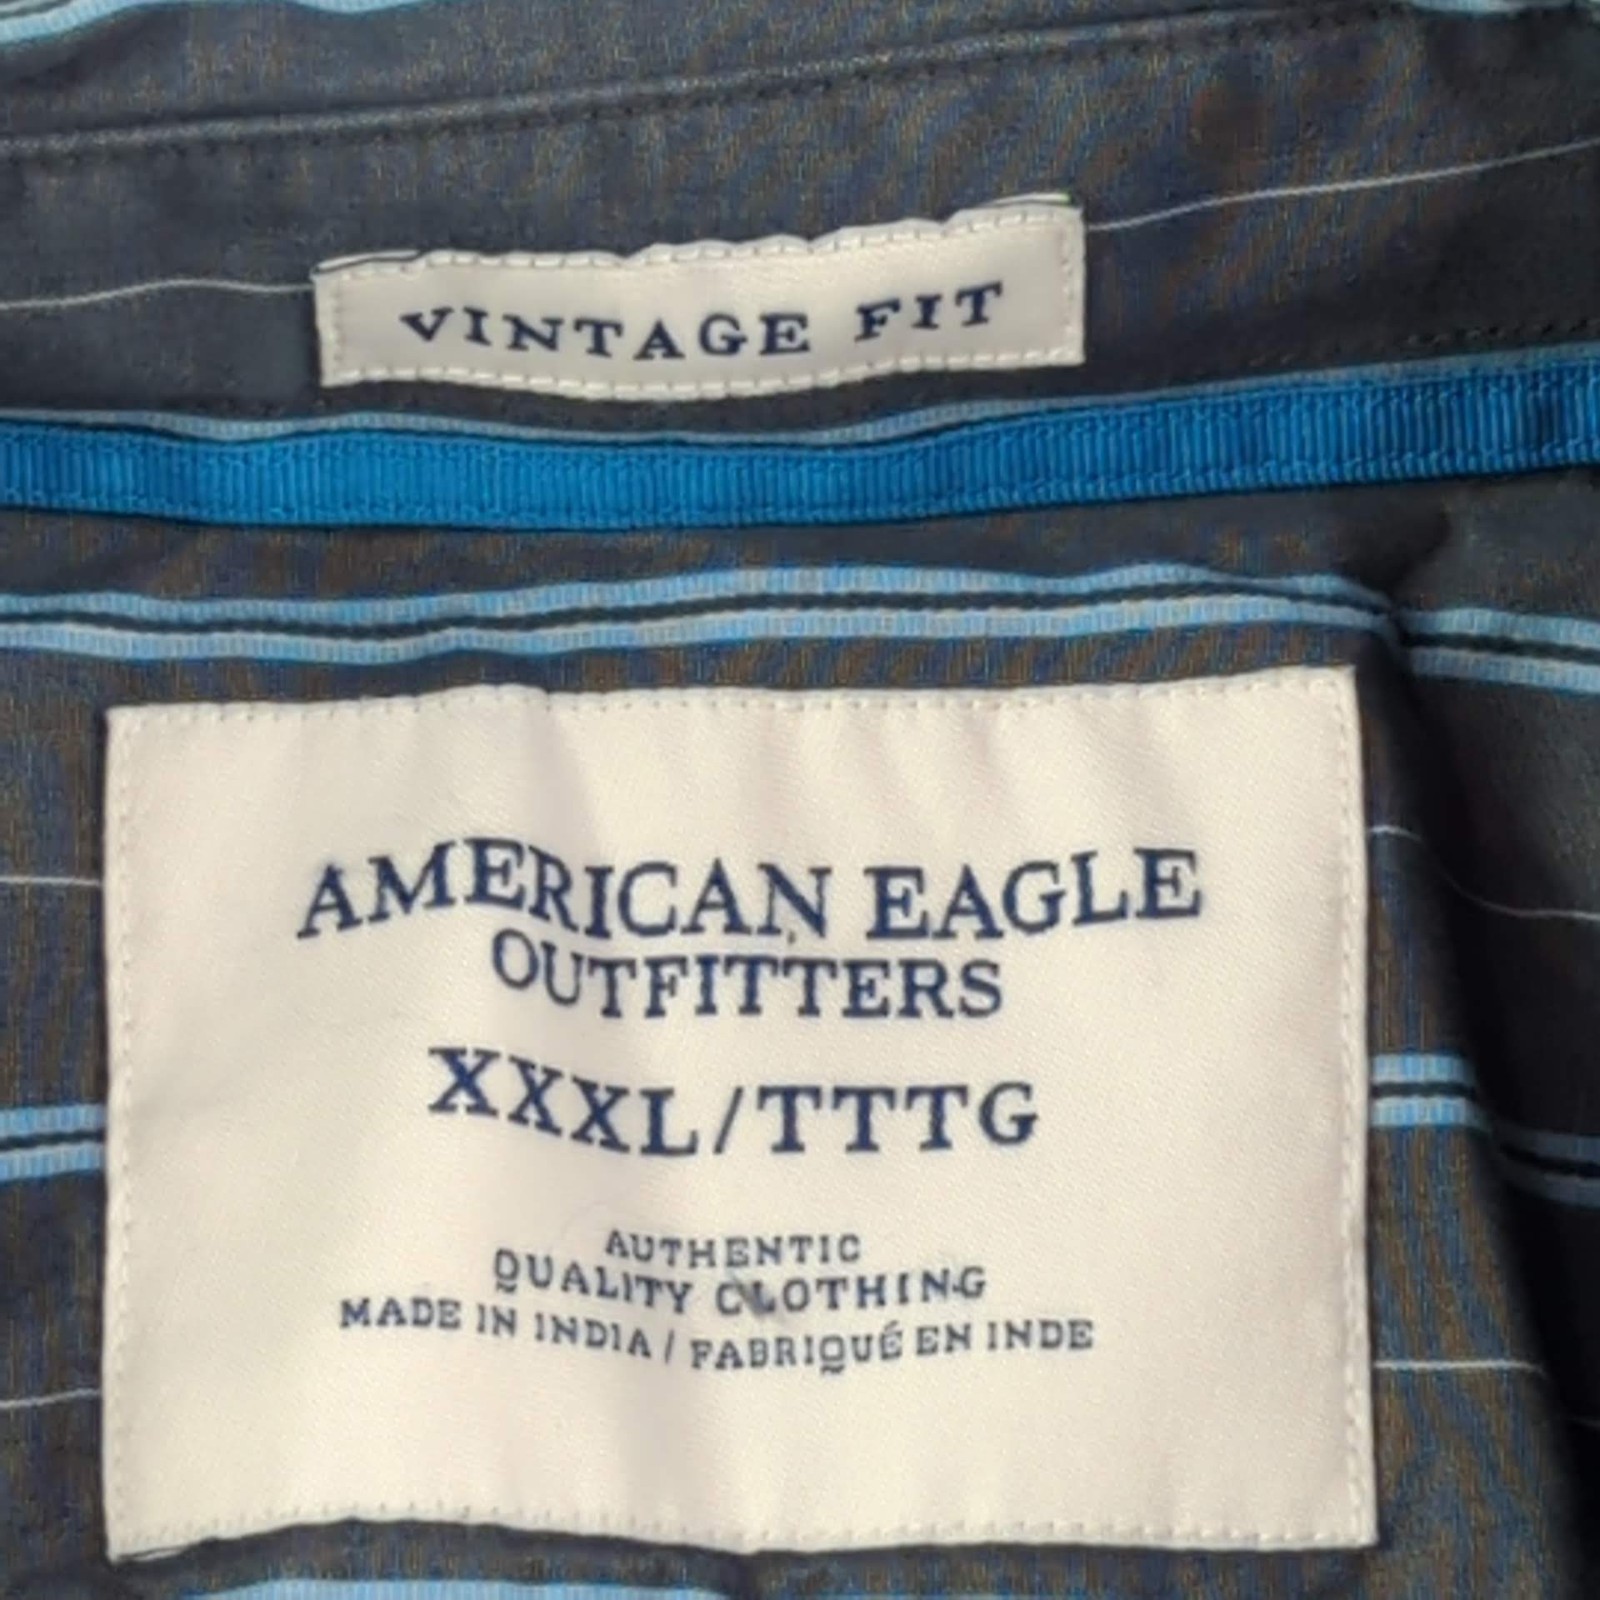 VINTAGE FIT
AMERICAN EAGLE
OUTFITTERS
XXXL/TTTG
AUTHENTIC
QUALITY CLOTHING
MADE IN INDIA / FABRIQUÉ EN INDE